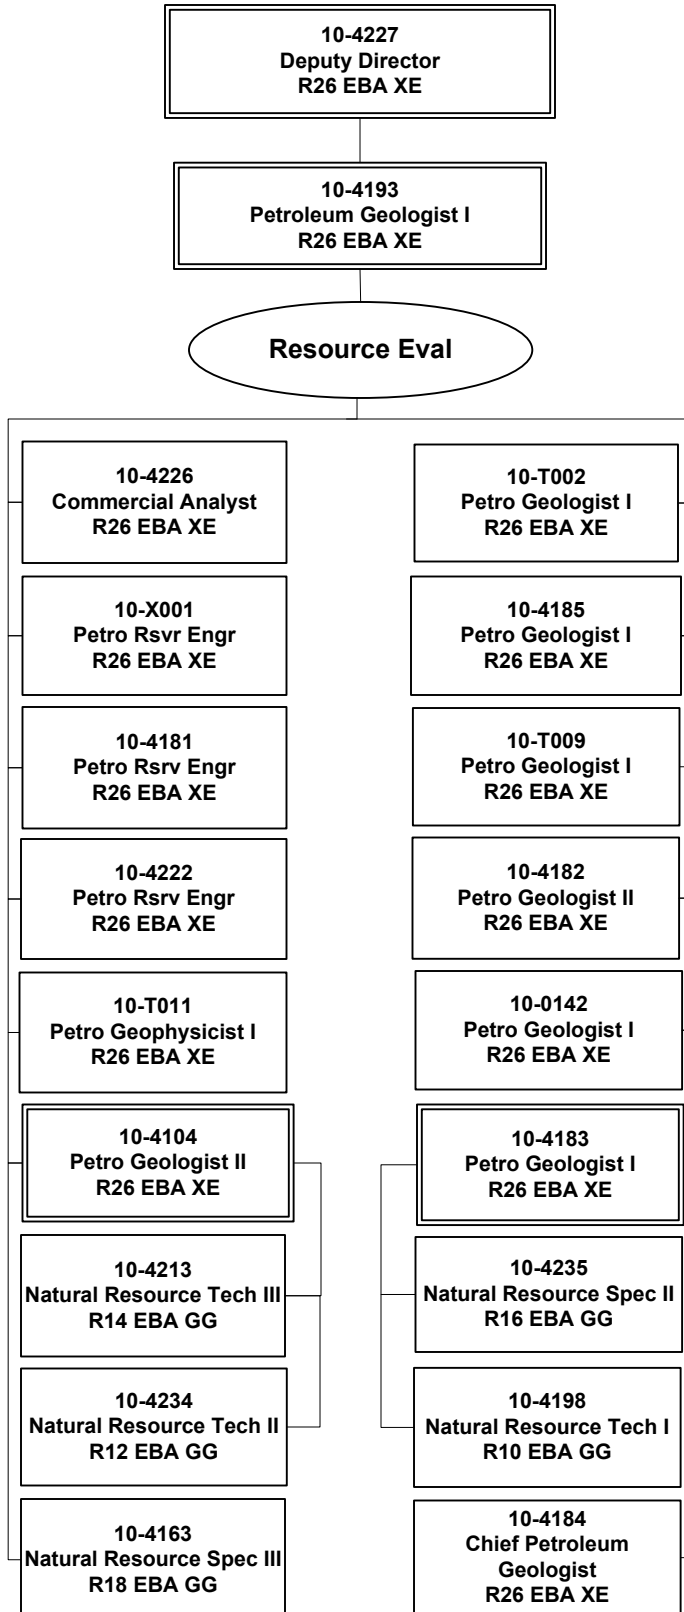 10-4227
Deputy Director
R26 EBA XE
10-4193
Petroleum Geologist I
R26 EBA XE
Resource Eval
10-4226
Commercial Analyst
R26 EBA XE
10-X001
Petro Rsvr Engr
R26 EBA XE
10-4181
Petro Rsrv Engr
R26 EBA XE
10-4222
Petro Rsrv Engr
R26 EBA XE
10-T011
Petro Geophysicist I
R26 EBA XE
10-4104
Petro Geologist II
R26 EBA XE
10-4213
Natural Resource Tech III
R14 EBA GG
10-4234
Natural Resource Tech II
R12 EBA GG
10-4163
Natural Resource Spec III
R18 EBA GG
10-T002
Petro Geologist I
R26 EBA XE
10-4185
Petro Geologist I
R26 EBA XE
10-T009
Petro Geologist I
R26 EBA XE
10-4182
Petro Geologist II
R26 EBA XE
10-0142
Petro Geologist I
R26 EBA XE
10-4183
Petro Geologist I
R26 EBA XE
10-4235
Natural Resource Spec II
R16 EBA GG
10-4198
Natural Resource Tech I
R10 EBA GG
10-4184
Chief Petroleum
Geologist
R26 EBA XE